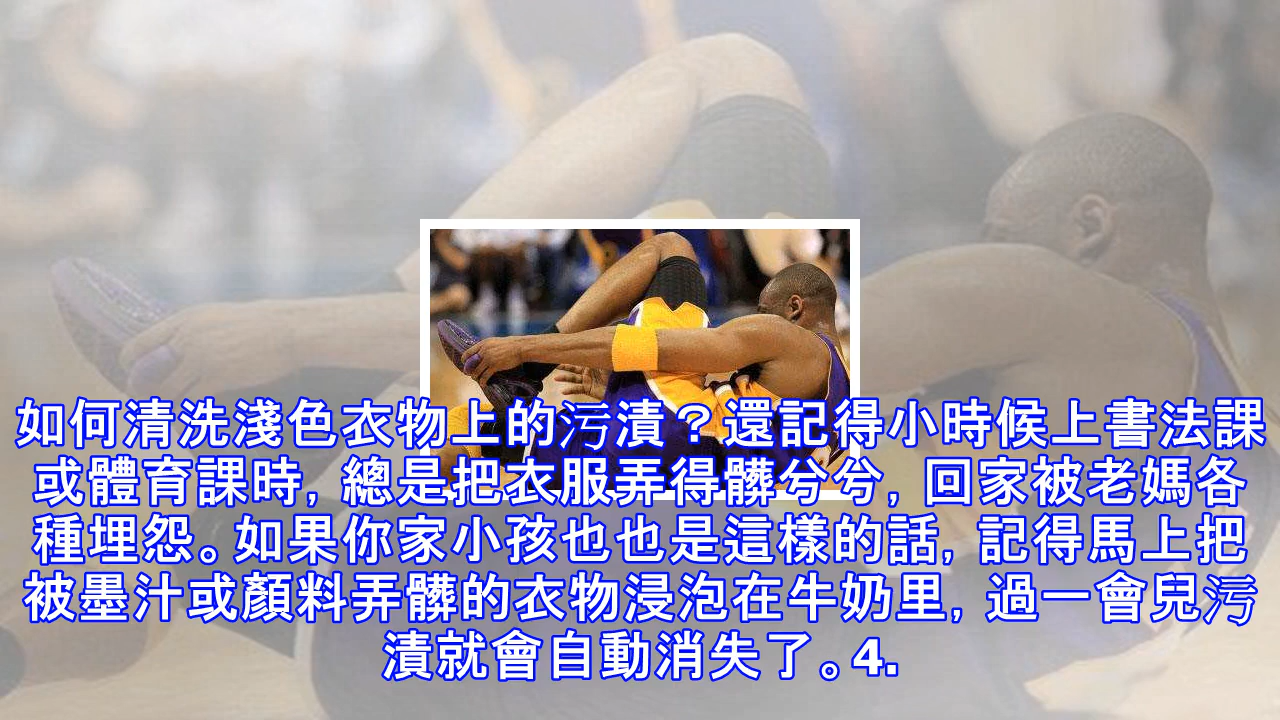 如何清洗淺色衣物上的污漬？還記得小時候上書法課
或體育課時，總是把衣服弄得髒兮兮，回家被老媽各
種埋怨。如果你家小孩也也是這樣的話，記得馬上把
被墨汁或顏料弄髒的衣物浸泡在牛奶里，過一會兒污
漬就會自動消失了。4.